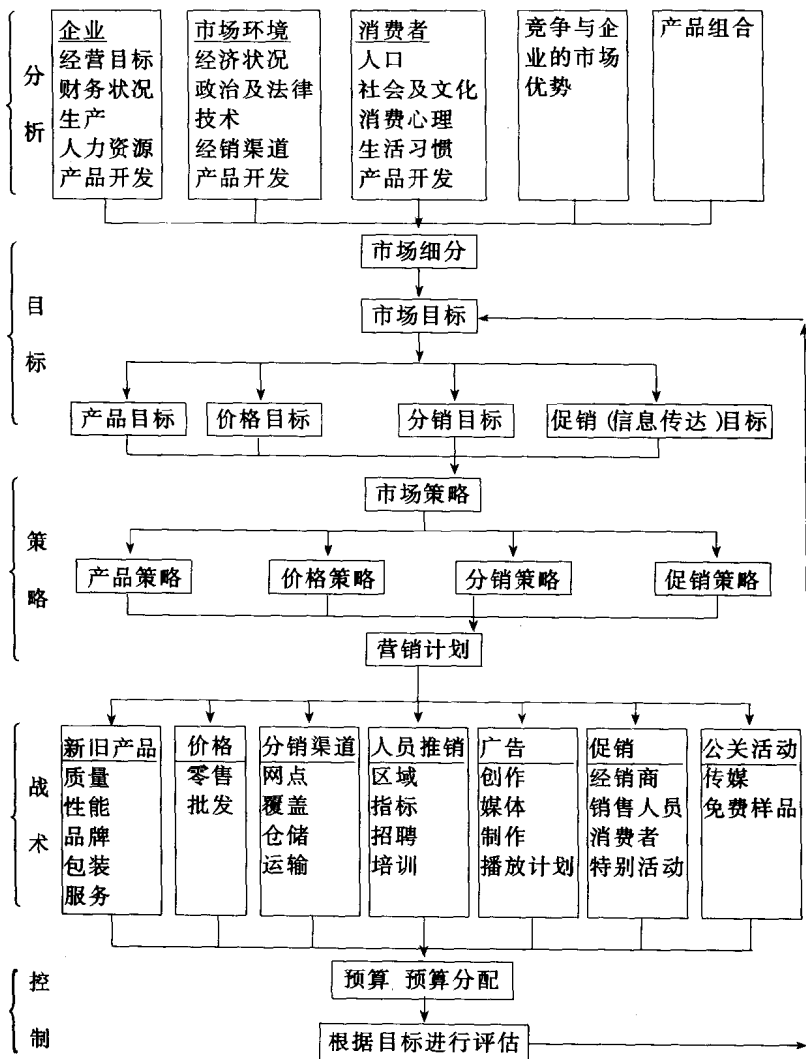 分析
企业
经营目标
财务状况
生产
人力资源
产品开发
市场环境
经济状况
政治及法律
技术
经销渠道
产品开发
消费者
人口
社会及文化
消费心理
生活习惯
产品开发
竞争与企
业的市场
优势
产品组合
市场细分
目标
市场目标
产品目标
价格目标
分销目标
促销(信息传达)目标
策略
市场策略
产品策略
价格策略
分销策略
促销策略
营销计划
战术
新旧产品
质量
性能
品牌
包装
服务
价格
零售
批发
分销渠道
网点
覆盖
仓储
运输
人员推销
区域
指标
招聘
培训
广告
创作
媒体
制作
播放计划
促销
经销商
销售人员
消费者
特别活动
公关活动
传媒
免费样品
控制
预算 预算分配
根据目标进行评估